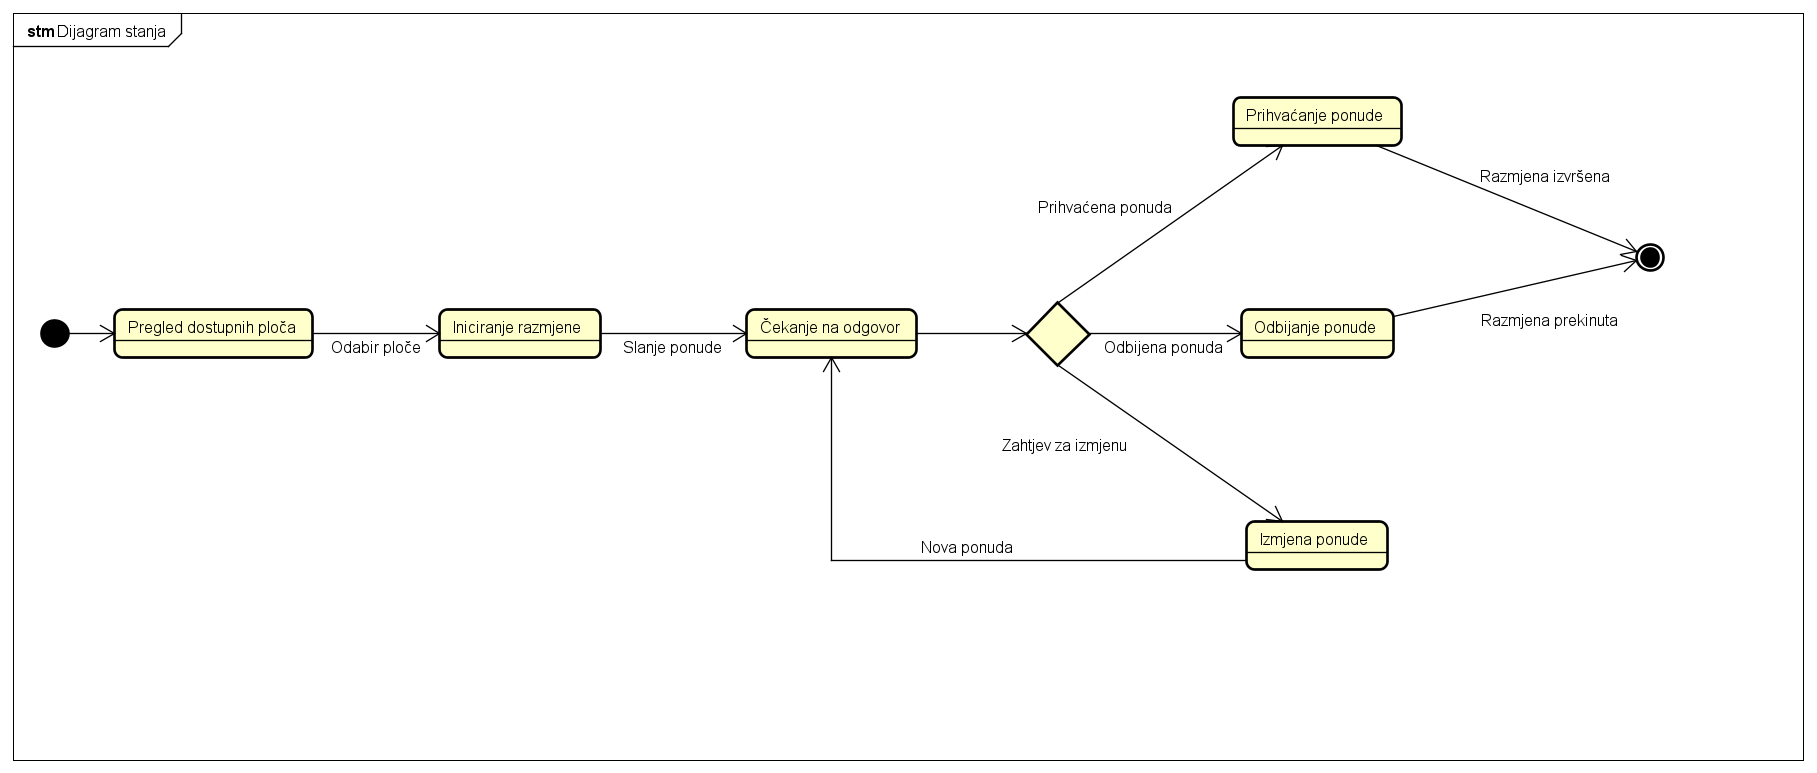 stm Dijagram stanja
Prihvaćanje ponude
Razmjena izvršena
Prihvaćena ponuda
Pregled dostupnih ploča
Odabir ploče
Iniciranje razmjene
Slanje ponude
Čekanje na odgovor
Odbijena ponuda
Odbijanje ponude
Razmjena prekinuta
Zahtjev za izmjenu
Nova ponuda
Izmjena ponude